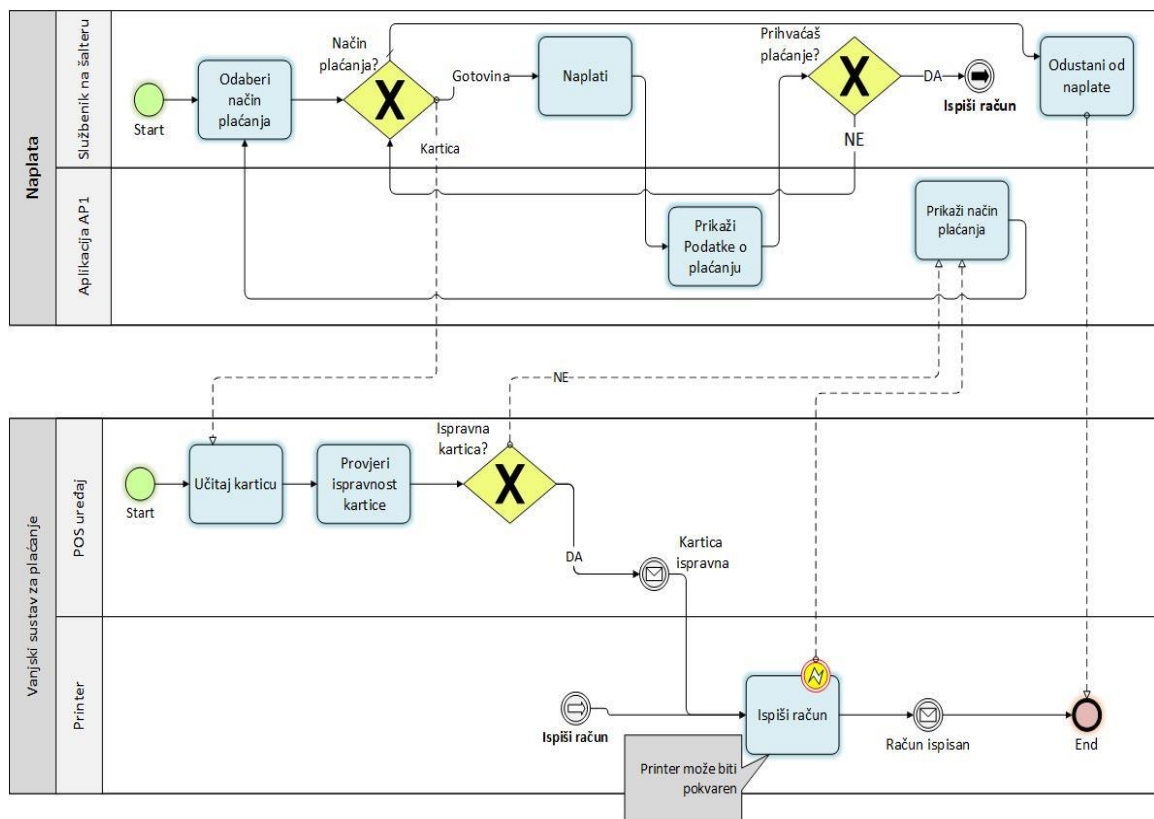 Naplata
Službenik na šalteru
Start
Odaberi
način
plaćanja
Način
plaćanja?
Gotovina
Kartica
Naplati
Prihvaćaš
plaćanje?
DA
NE
Ispiši račun
Odustani od
naplate
Aplikacija AP1
Prikaži
Podatke o
plaćanju
Prikaži način
plaćanja
Vanjski sustav za plaćanje
POS uređaj
Start
Učitaj karticu
Provjeri
ispravnost
kartice
Ispravna
kartica?
NE
DA
Kartica
ispravna
Printer
Ispiši račun
Ispiši račun
Printer može biti
pokvaren
Račun ispisan
End